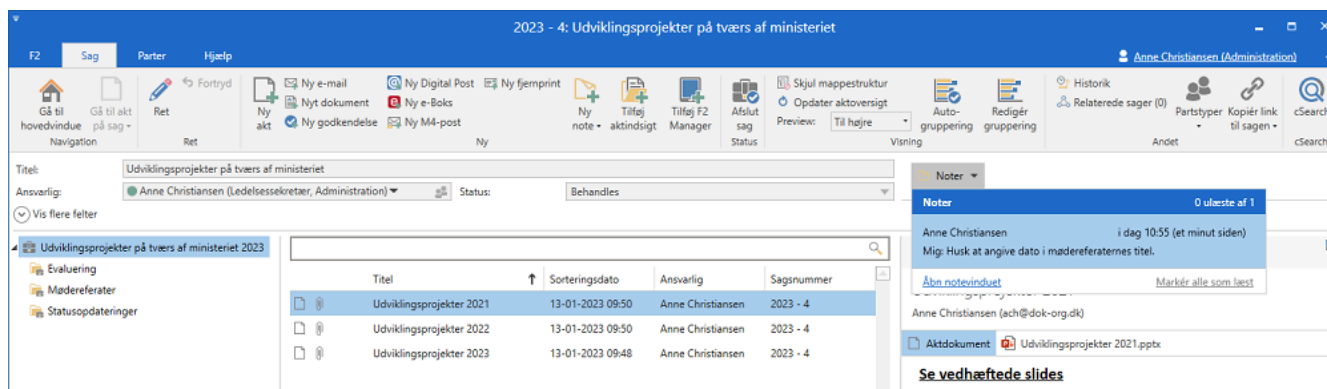 2023 - 4: Udviklingsprojekter på tværs af ministeriet
F2 Sag Parter Hjælp
Anne Christiansen (Administration)
Gå til hovedvindue
Gå til akt på sag
Navigation
Ret
Fortryd
Ret
Ny akt
Ny e-mail
Nyt dokument
Ny godkendelse
Ny Digital Post
Ny e-Boks
Ny M4-post
Ny fjernprint
Ny note
Tilføj aktindsigt
Tilføj F2 Manager
Ny
Afslut sag
Status
Skjul mappestruktur
Opdater aktoversigt
Preview: Til højre
Auto-gruppering
Redigér gruppering
Visning
Historik
Relaterede sager (0)
Partstyper
Kopiér link til sagen
Andet
cSearch
cSearch
Titel: Udviklingsprojekter på tværs af ministeriet
Ansvarlig: Anne Christiansen (Ledelsessekretær, Administration) Status: Behandles
Vis flere felter
Noter
Noter 0 ulæste af 1
Anne Christiansen i dag 10:55 (et minut siden)
Mig: Husk at angive dato i mødereferaternes titel.
Åbn notevinduet Markér alle som læst
Udviklingsprojekter på tværs af ministeriet 2023
Evaluering
Mødereferater
Statusopdateringer
Titel Sorteringsdato Ansvarlig Sagsnummer
Udviklingsprojekter 2021 13-01-2023 09:50 Anne Christiansen 2023 - 4
Udviklingsprojekter 2022 13-01-2023 09:50 Anne Christiansen 2023 - 4
Udviklingsprojekter 2023 13-01-2023 09:48 Anne Christiansen 2023 - 4
Anne Christiansen (ach@dok-org.dk)
Aktdokument Udviklingsprojekter 2021.pptx
Se vedhæftede slides